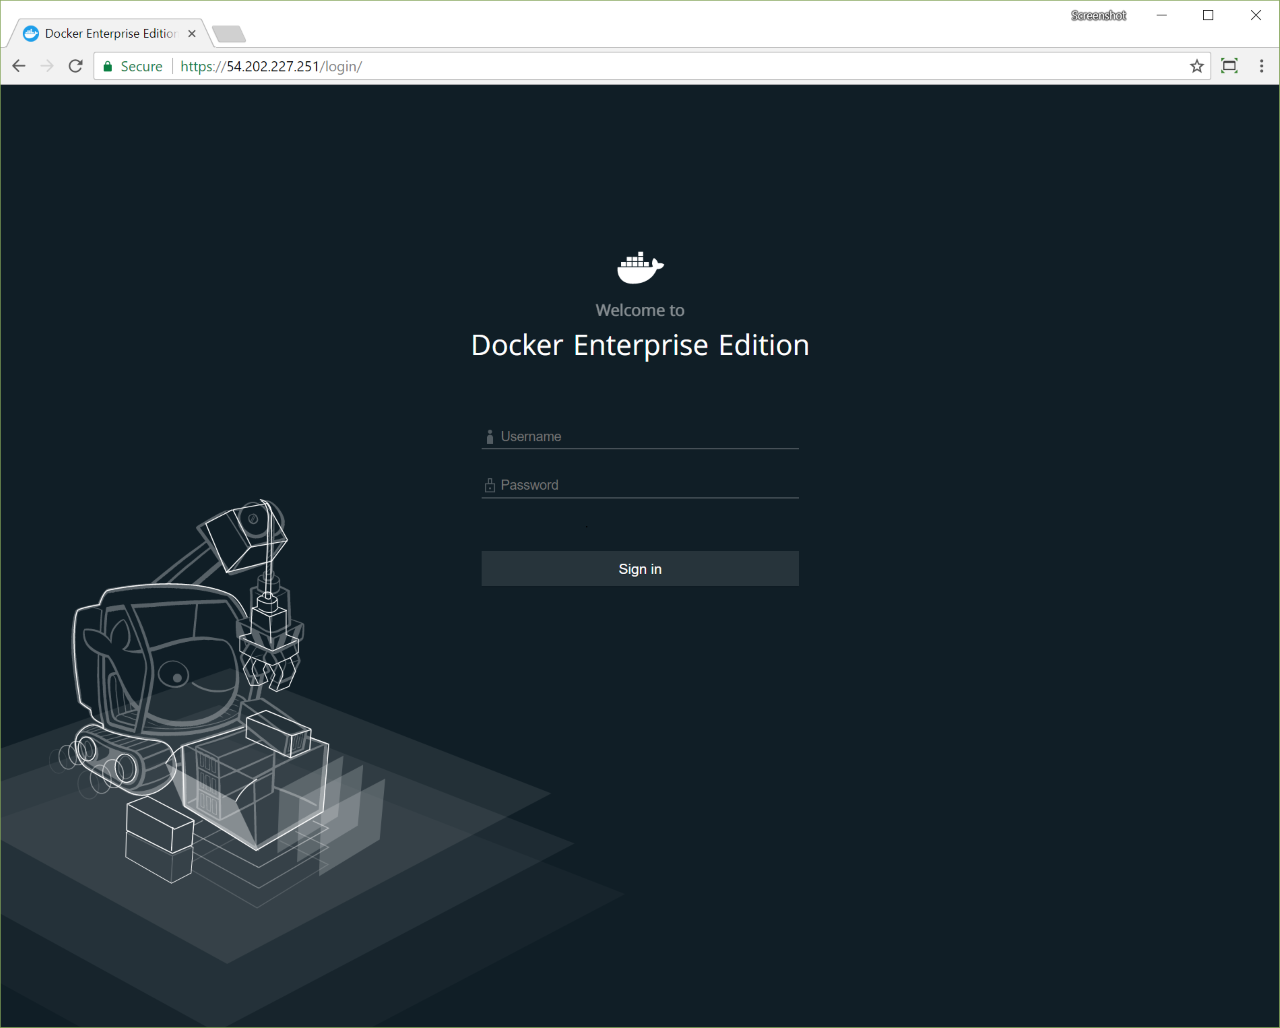 Screenshot
Docker Enterprise Edition
Secure https://54.202.227.251/login/
Welcome to
Docker Enterprise Edition
Username
Password
Sign in